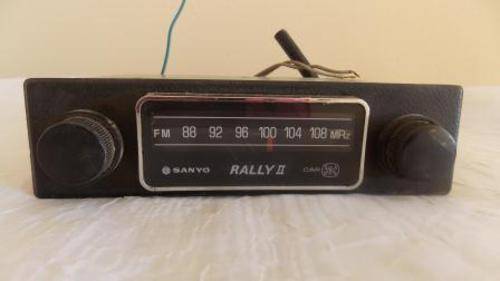 FM 88 92 96 100 104 108 MHz
SANYO RALLY II CAR